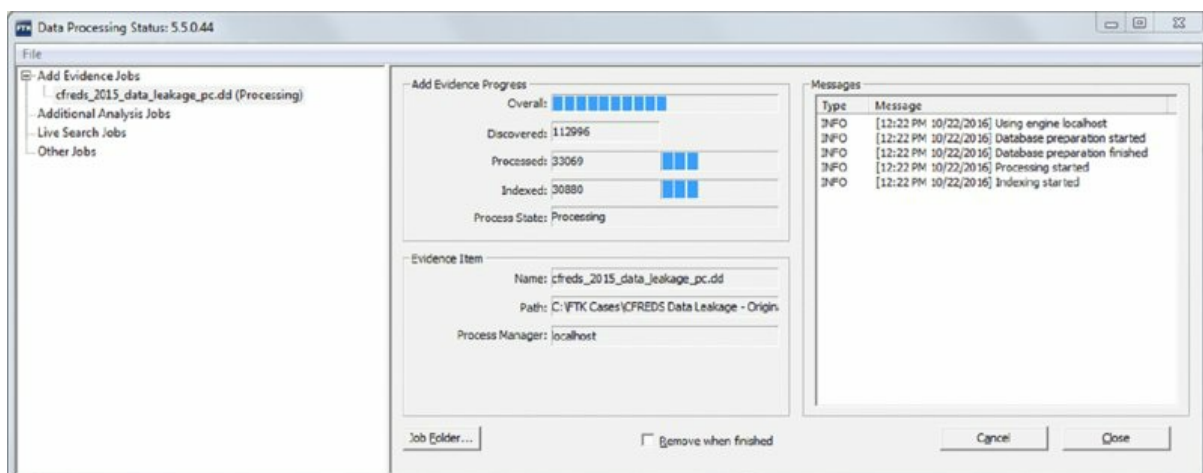 FTK Data Processing Status: 5.5.0.44
File
Add Evidence Jobs
cfreds_2015_data_leakage_pc.dd (Processing)
Additional Analysis Jobs
Live Search Jobs
Other Jobs
Add Evidence Progress
Overall:
Discovered: 112996
Processed: 33069
Indexed: 30880
Process State: Processing
Evidence Item
Name: cfreds_2015_data_leakage_pc.dd
Path: C:\FTK Cases\CFREDS Data Leakage - Origin
Process Manager: localhost
Job Folder...
Remove when finished
Messages
Type Message
INFO [12:22 PM 10/22/2016] Using engine localhost
INFO [12:22 PM 10/22/2016] Database preparation started
INFO [12:22 PM 10/22/2016] Database preparation finished
INFO [12:22 PM 10/22/2016] Processing started
INFO [12:22 PM 10/22/2016] Indexing started
Cancel
Close